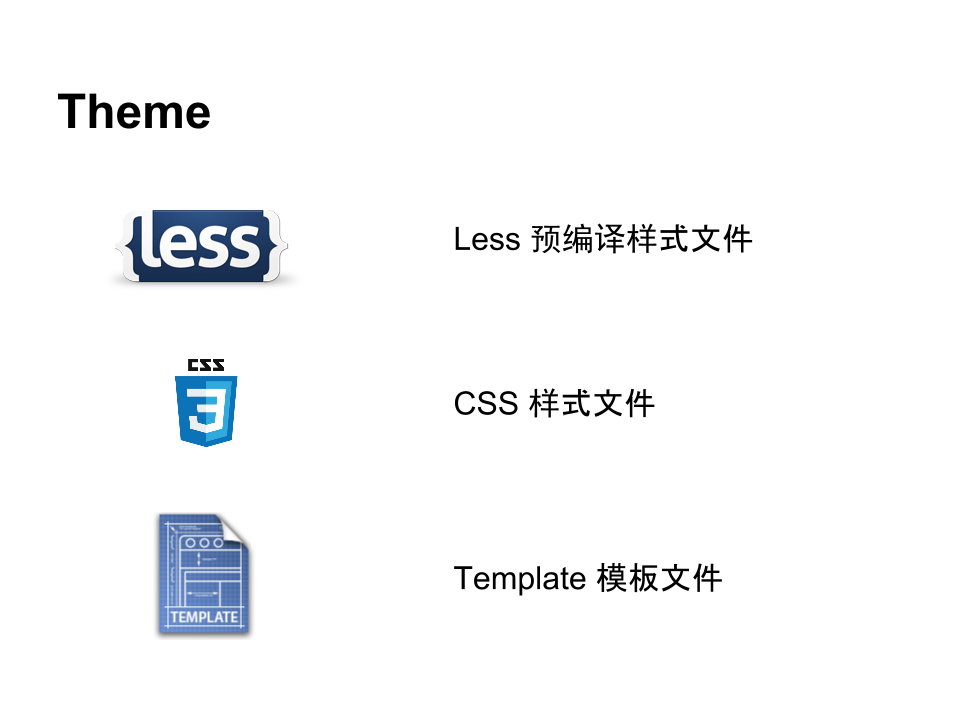 Theme
{less}
Less 预编译样式文件
CSS
3
CSS 样式文件
TEMPLATE
Template 模板文件